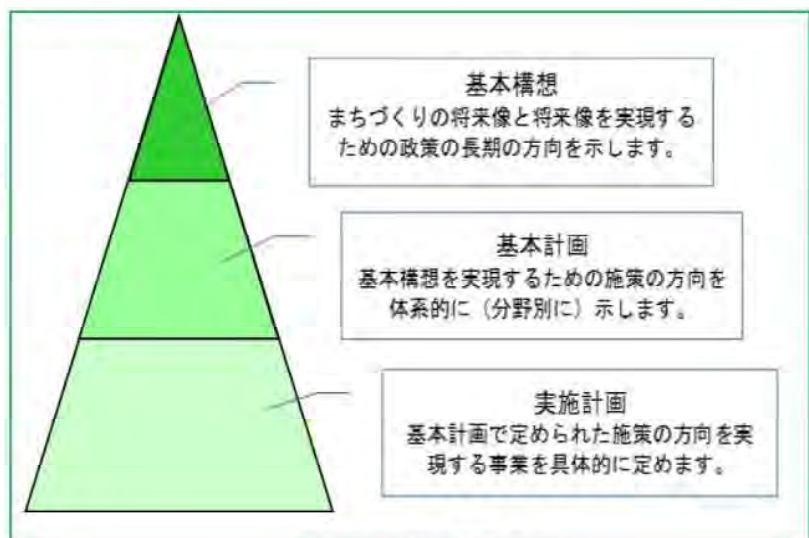 基本構想
まちづくりの将来像と将来像を実現する
ための政策の長期の方向を示します。
基本計画
基本構想を実現するための施策の方向を
体系的に（分野別に）示します。
実施計画
基本計画で定められた施策の方向を実
現する事業を具体的に定めます。